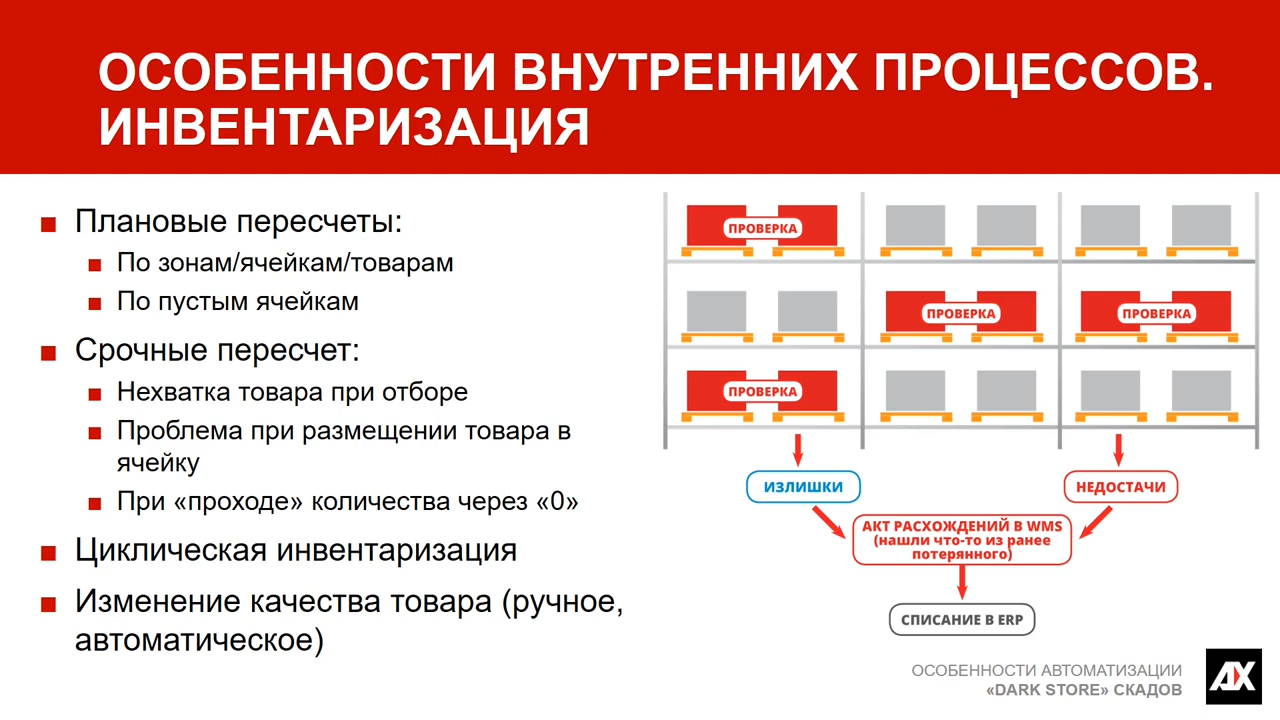 ОСОБЕННОСТИ ВНУТРЕННИХ ПРОЦЕССОВ.
ИНВЕНТАРИЗАЦИЯ
Плановые пересчеты:
По зонам/ячейкам/товарам
По пустым ячейкам
Срочные пересчет:
Нехватка товара при отборе
Проблема при размещении товара в
ячейку
При «проходе» количества через «0»
Циклическая инвентаризация
Изменение качества товара (ручное,
автоматическое)
ПРОВЕРКА
ПРОВЕРКА
ПРОВЕРКА
ПРОВЕРКА
ИЗЛИШКИ
НЕДОСТАЧИ
АКТ РАСХОЖДЕНИЙ В WMS
(нашли что-то из ранее
потерянного)
СПИСАНИЕ В ERP
ОСОБЕННОСТИ АВТОМАТИЗАЦИИ
«DARK STORE» СКАДОВ
AX